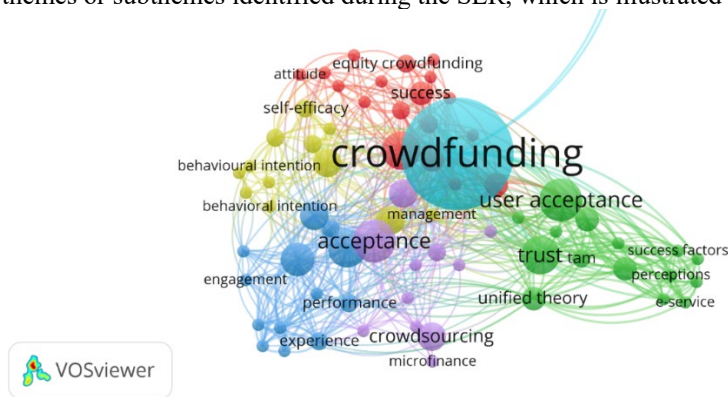 themes or subthemes identified during the SLR, which is illustrated
equity crowdfunding
attitude
success
self-efficacy
crowdfunding
behavioural intention
user acceptance
behavioral intention
management
acceptance
success factors
trust tam
perceptions
engagement
unified theory
e-service
performance
experience crowdsourcing
microfinance
VOSviewer